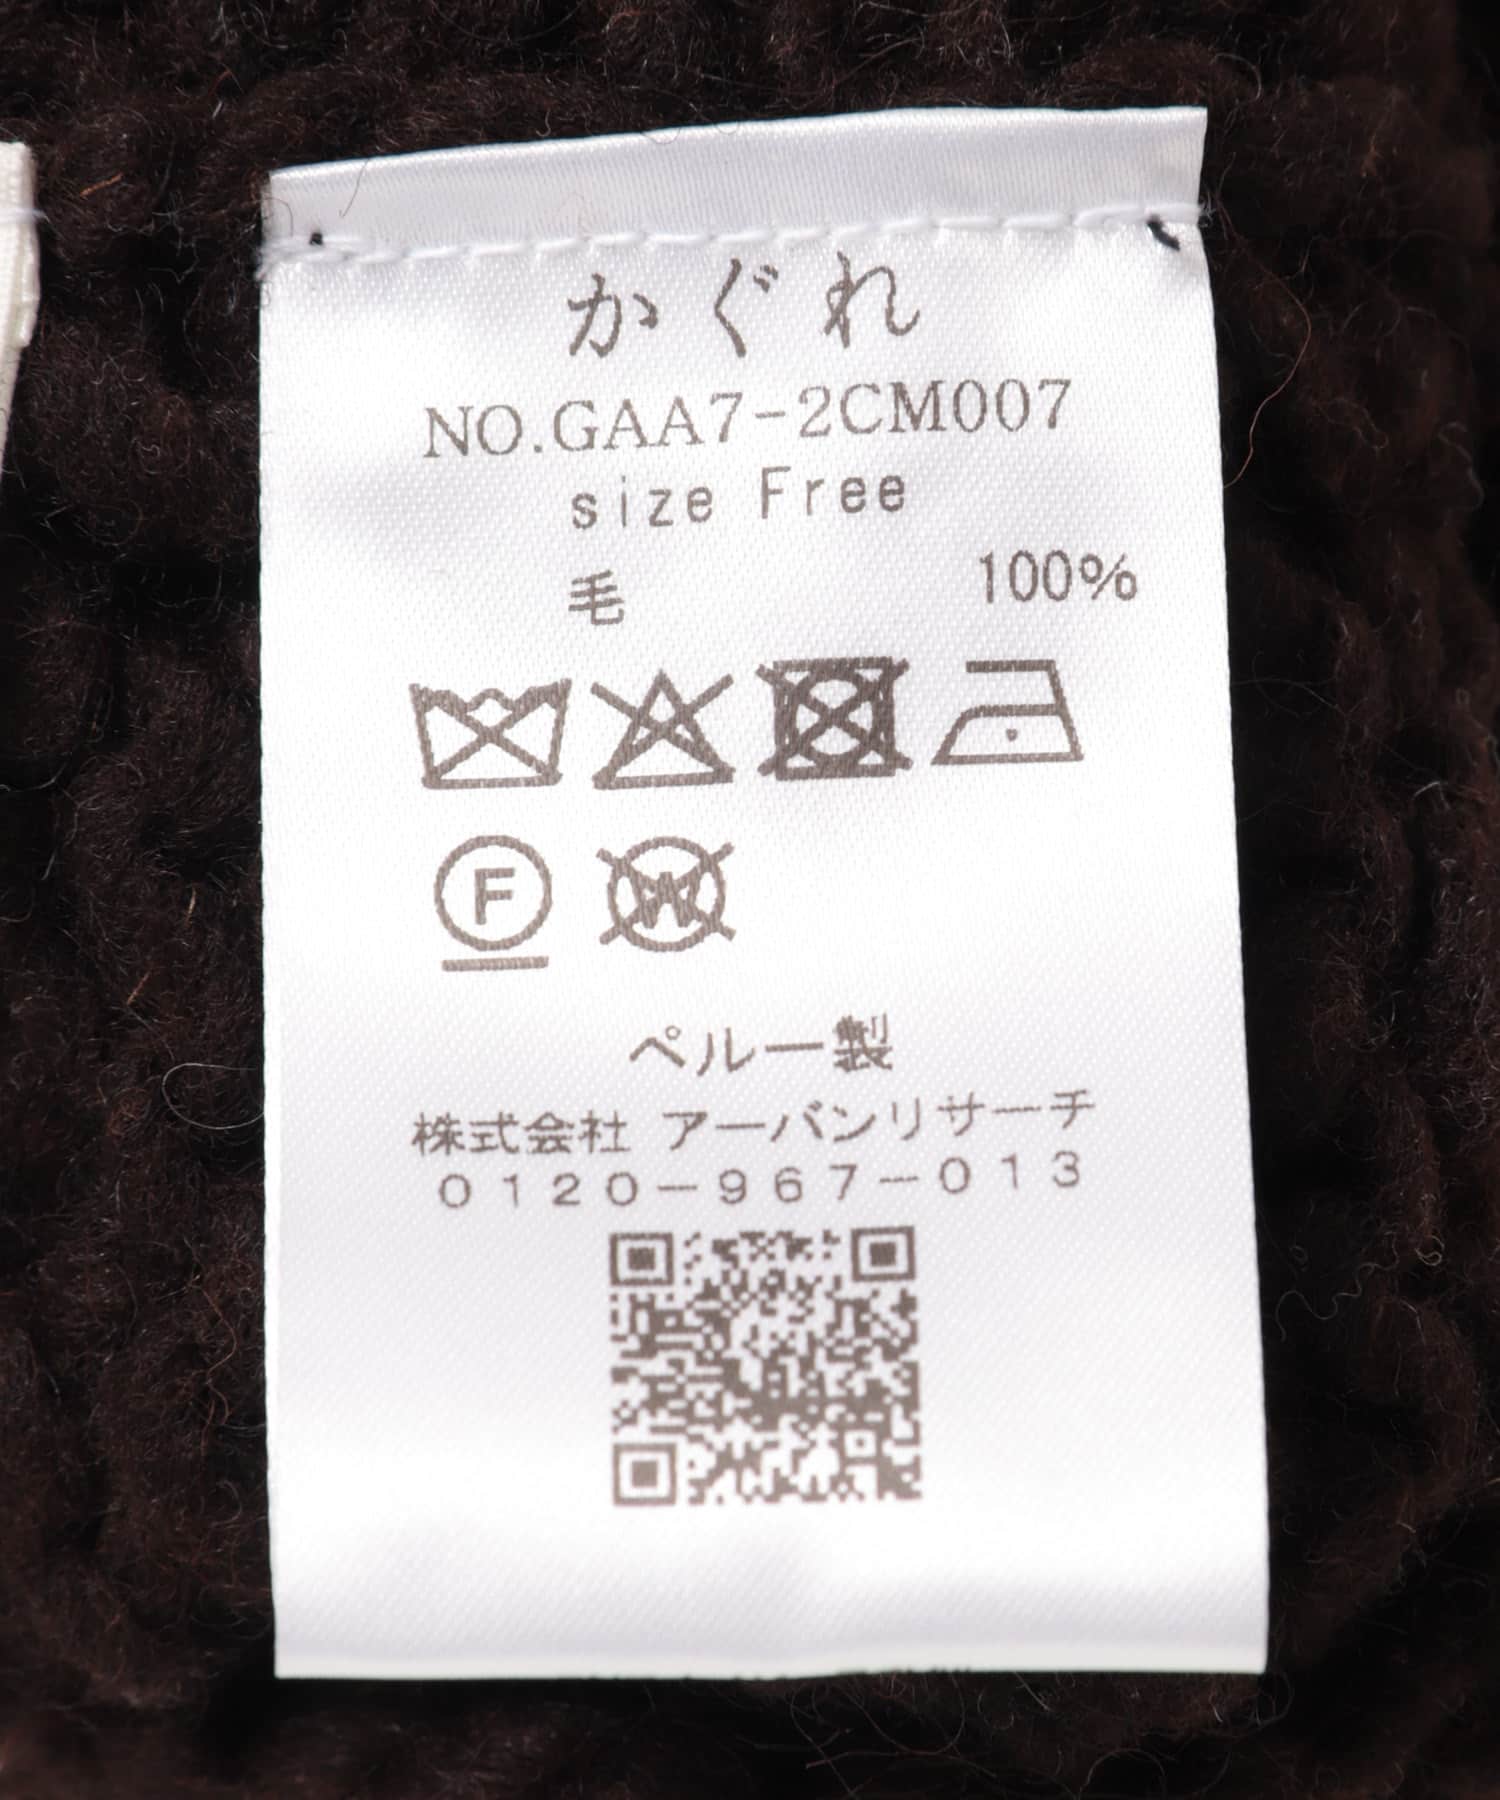 かぐれ
NO.GAA7-2CM007
size Free
毛 100%
F W
ペルー製
株式会社 アーバンリサーチ
0120-967-013